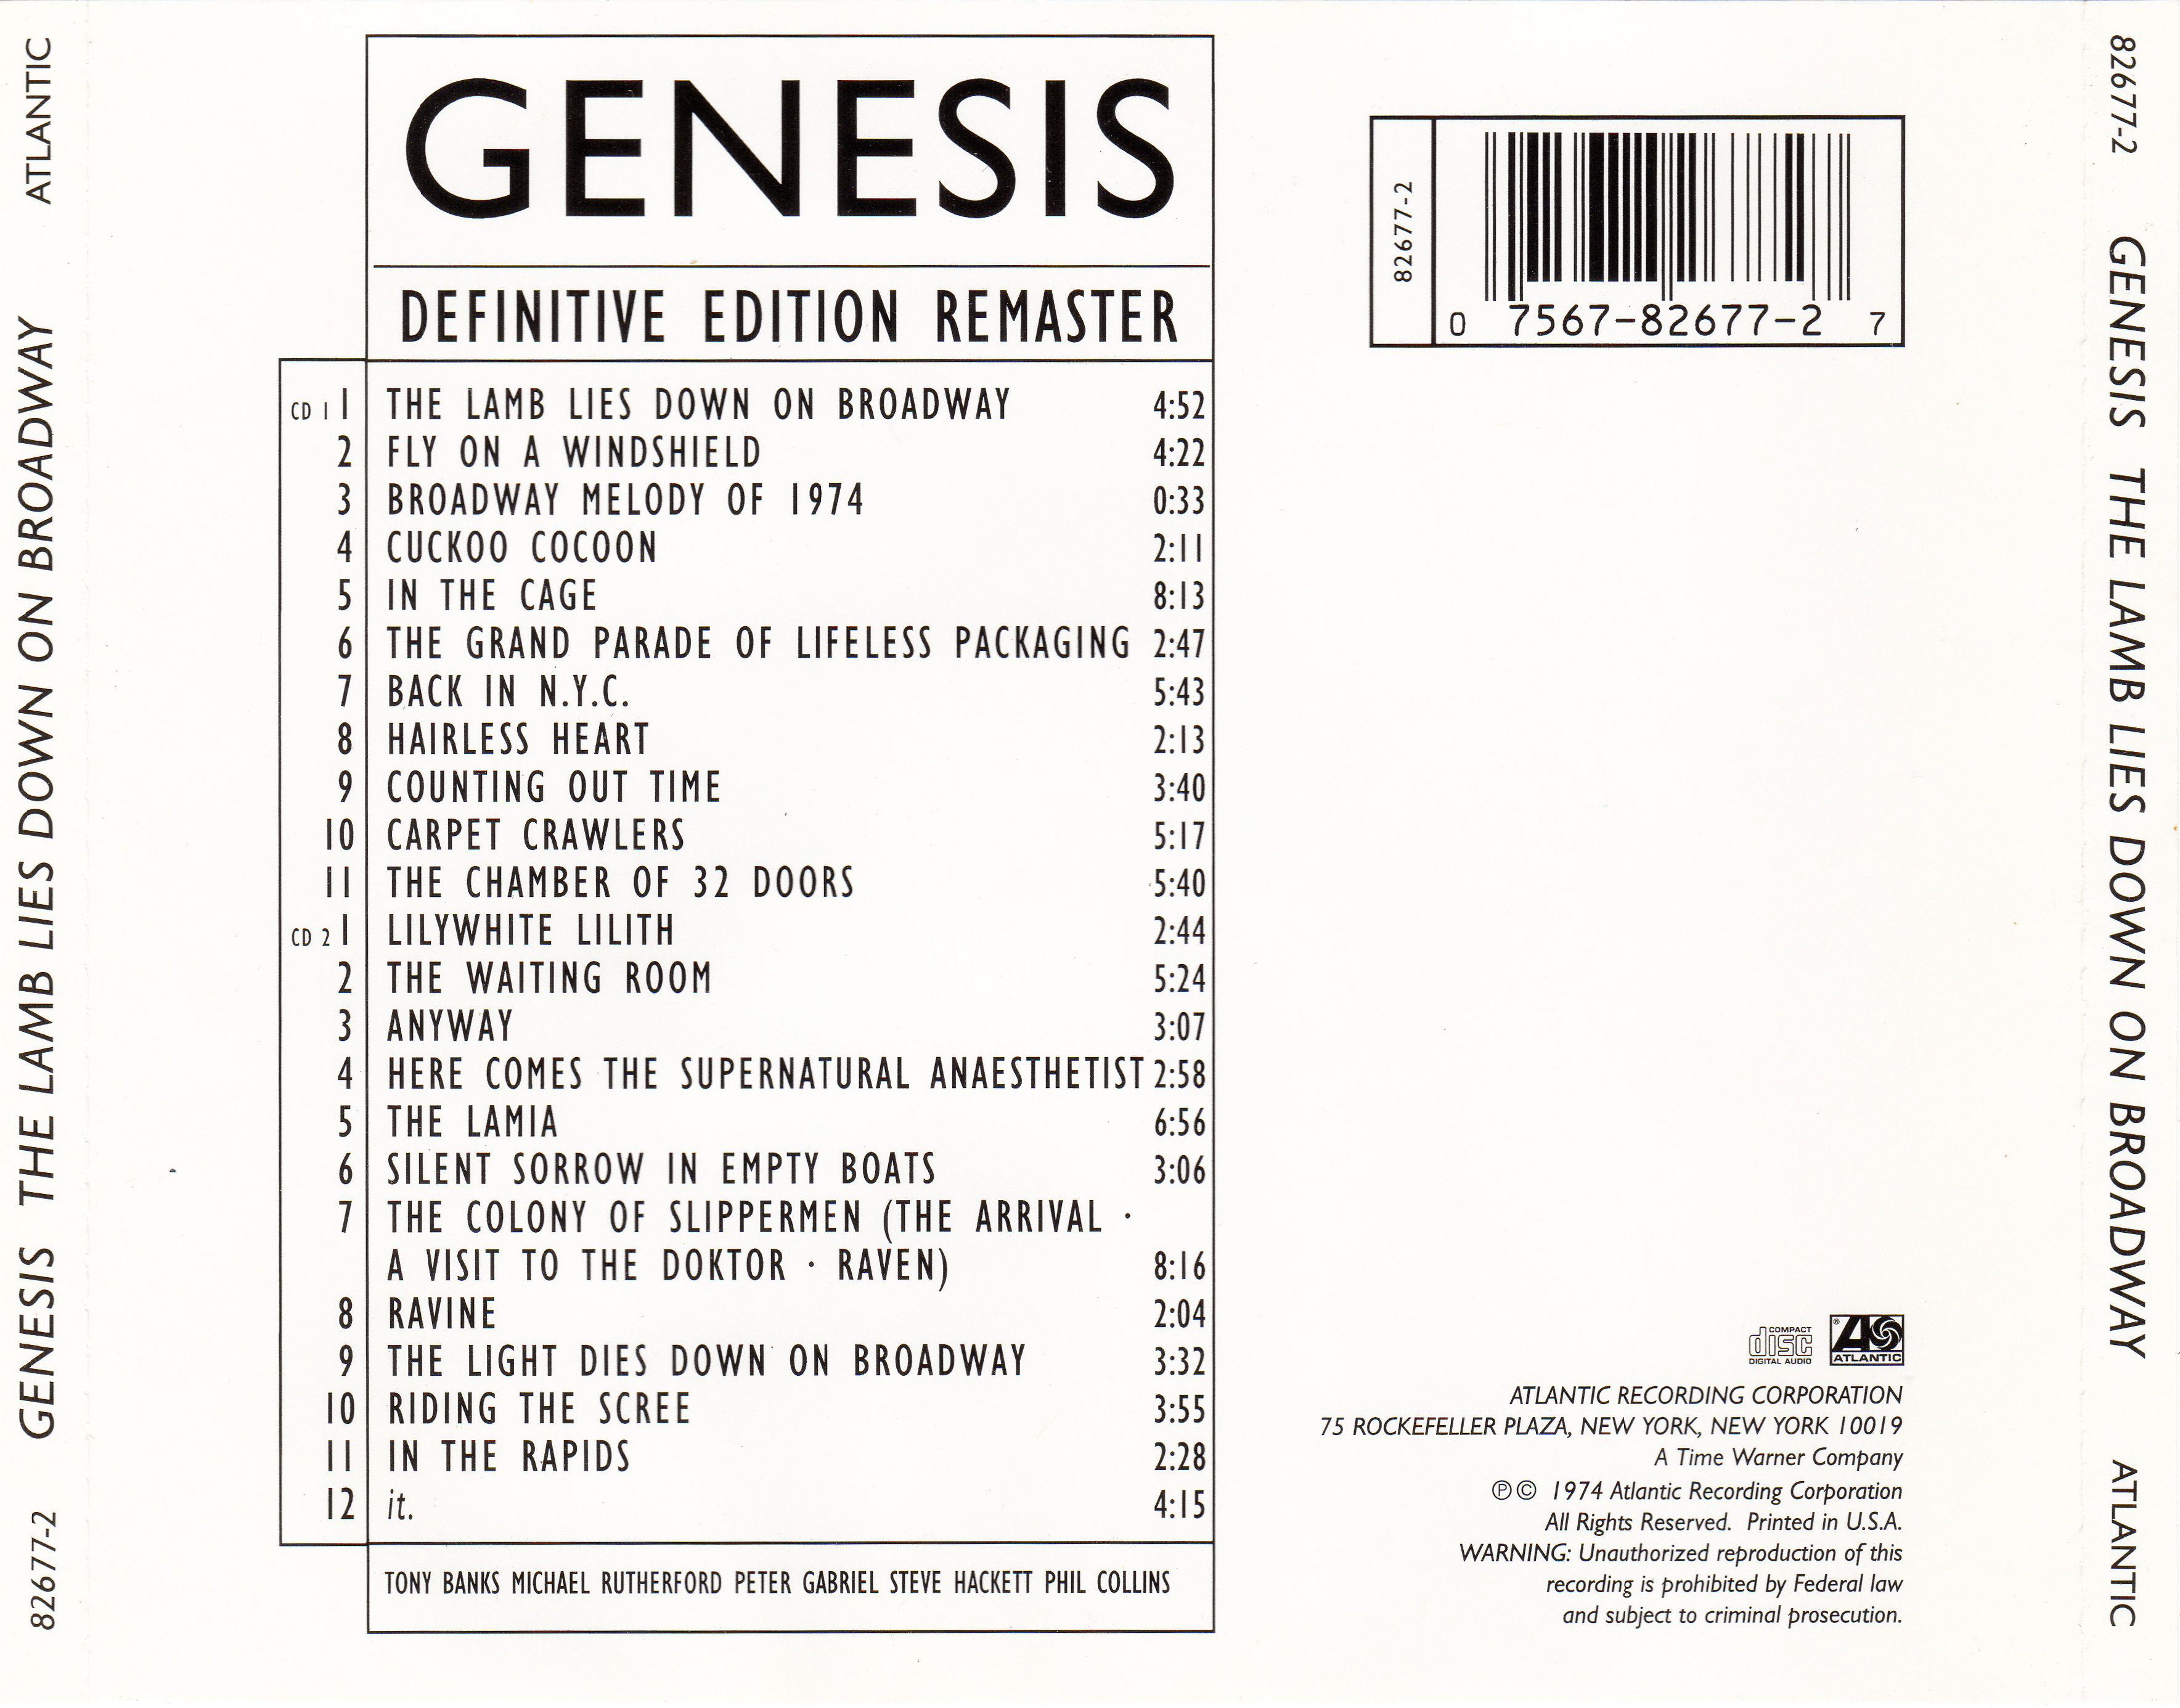 GENESIS THE LAMB LIES DOWN ON BROADWAY
ATLANTIC
82677-2
GENESIS
DEFINITIVE EDITION REMASTER
CD 1 1 THE LAMB LIES DOWN ON BROADWAY 4:52
2 FLY ON A WINDSHIELD 4:22
3 BROADWAY MELODY OF 1974 0:33
4 CUCKOO COCOON 2:11
5 IN THE CAGE 8:13
6 THE GRAND PARADE OF LIFELESS PACKAGING 2:47
7 BACK IN N.Y.C. 5:43
8 HAIRLESS HEART 2:13
9 COUNTING OUT TIME 3:40
10 CARPET CRAWLERS 5:17
11 THE CHAMBER OF 32 DOORS 5:40
CD 2 1 LILYWHITE LILITH 2:44
2 THE WAITING ROOM 5:24
3 ANYWAY 3:07
4 HERE COMES THE SUPERNATURAL ANAESTHETIST 2:58
5 THE LAMIA 6:56
6 SILENT SORROW IN EMPTY BOATS 3:06
7 THE COLONY OF SLIPPERMEN (THE ARRIVAL ·
A VISIT TO THE DOKTOR · RAVEN) 8:16
8 RAVINE 2:04
9 THE LIGHT DIES DOWN ON BROADWAY 3:32
10 RIDING THE SCREE 3:55
11 IN THE RAPIDS 2:28
12 it. 4:15
TONY BANKS MICHAEL RUTHERFORD PETER GABRIEL STEVE HACKETT PHIL COLLINS
82677-2
0 7567-82677-2 7
COMPACT
disc
DIGITAL AUDIO
®
A
ATLANTIC
ATLANTIC RECORDING CORPORATION
75 ROCKEFELLER PLAZA, NEW YORK, NEW YORK 10019
A Time Warner Company
℗© 1974 Atlantic Recording Corporation
All Rights Reserved. Printed in U.S.A.
WARNING: Unauthorized reproduction of this
recording is prohibited by Federal law
and subject to criminal prosecution.
82677-2
GENESIS THE LAMB LIES DOWN ON BROADWAY
ATLANTIC